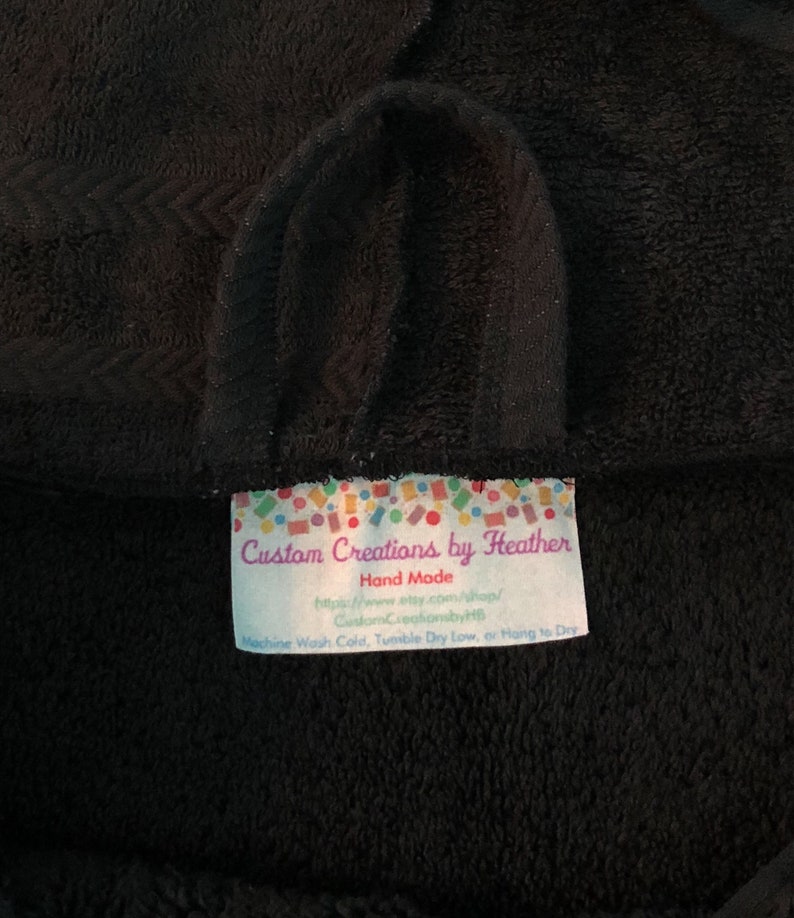 Custom Creations by Heather
Hand Made
https://www.etsy.com/shop/
CustomCreationsbyHB
Machine Wash Cold, Tumble Dry Low, or Hang to Dry